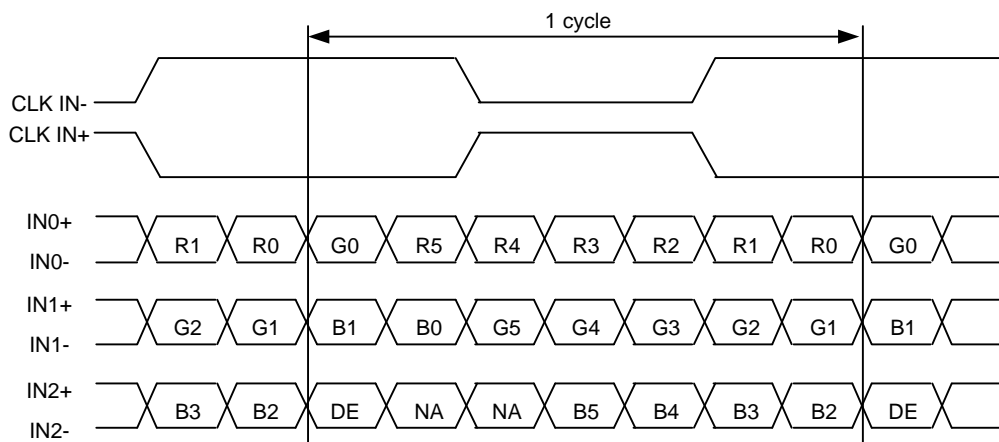 1 cycle
CLK IN-
CLK IN+
IN0+
R1 R0 G0 R5 R4 R3 R2 R1 R0 G0
IN0-
IN1+
G2 G1 B1 B0 G5 G4 G3 G2 G1 B1
IN1-
IN2+
B3 B2 DE NA NA B5 B4 B3 B2 DE
IN2-